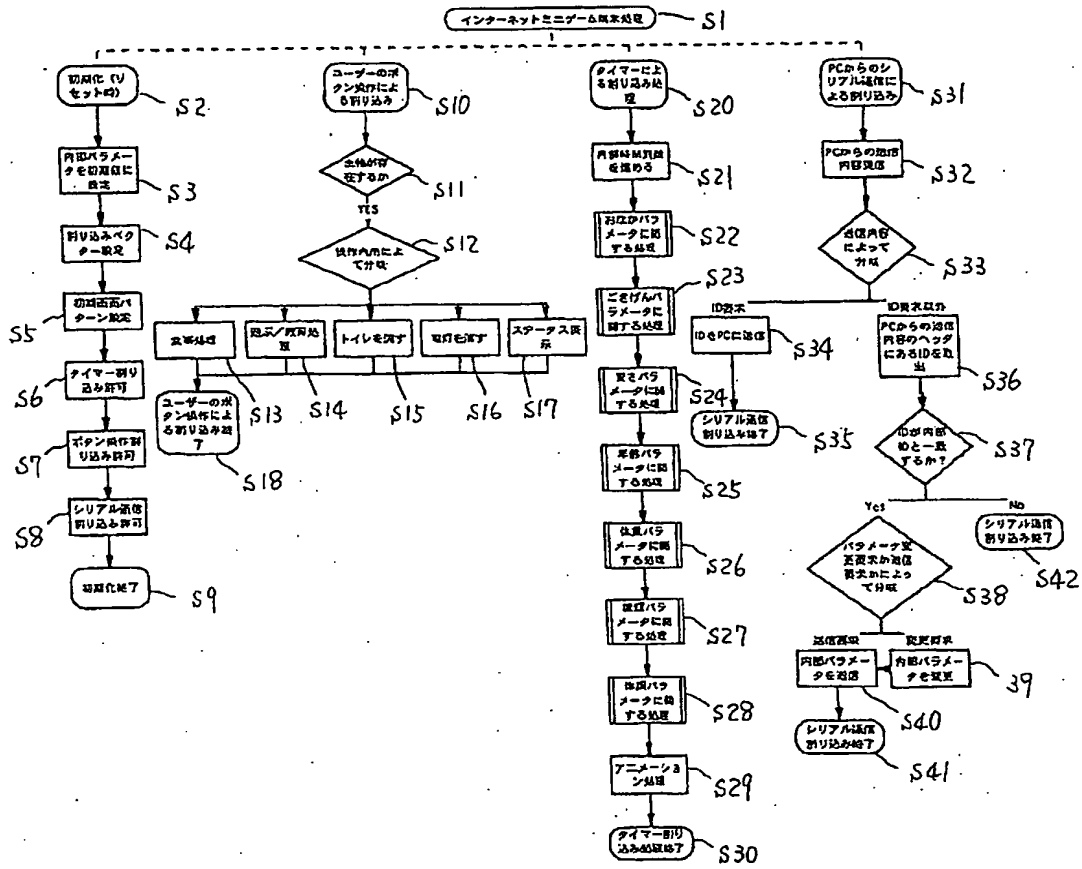 インターネットミニゲーム端末処理
S1
初期化（リ
セット時）
S2
内部パラメー
タを初期値に
設定
S3
割り込みベク
ター設定
S4
初期画面パ
ターン設定
S5
タイマー割り
込み許可
S6
ボタン操作割
り込み許可
S7
シリアル通信
割り込み許可
S8
初期化終了
S9
ユーザーのボ
タン操作によ
る割り込み
S10
在するか
S11
YES
操作内容によっ
て分岐
S12
食事処理
S13
遊ぶ/教育処
理
S14
トイレを流す
S15
電灯を消す
S16
ステータス表
示
S17
ユーザーのボ
タン操作によ
る割り込み終
了
S18
タイマーによ
る割り込み処
理
S20
内部時間変数
を進める
S21
おなかパラ
メータに関
する処理
S22
ごきげんパ
ラメータに
関する処理
S23
パラ
メータに関
する処理
S24
年齢パラ
メータに関
する処理
S25
体重パラ
メータに関
する処理
S26
パラ
メータに関
する処理
S27
体調パラ
メータに関
する処理
S28
アニメーショ
ン処理
S29
タイマー割り
込み処理終了
S30
PCからのシ
リアル通信に
よる割り込み
S31
PCからの送信
内容受信
S32
送信内容
によって
分岐
S33
ID要求
ID要求以外
IDをPCに送信
S34
シリアル通信
割り込み終了
S35
PCからの送信
内容のヘッダ
にあるIDを取
出
S36
IDが内部
IDと一致
するか？
S37
Yes
No
シリアル通信
割り込み終了
S42
パラメータ変
更要求か送信
要求かによっ
て分岐
S38
送信要求
変更要求
内部パラメー
タを送信
S40
内部パラメー
タを変更
39
シリアル通信
割り込み終了
S41